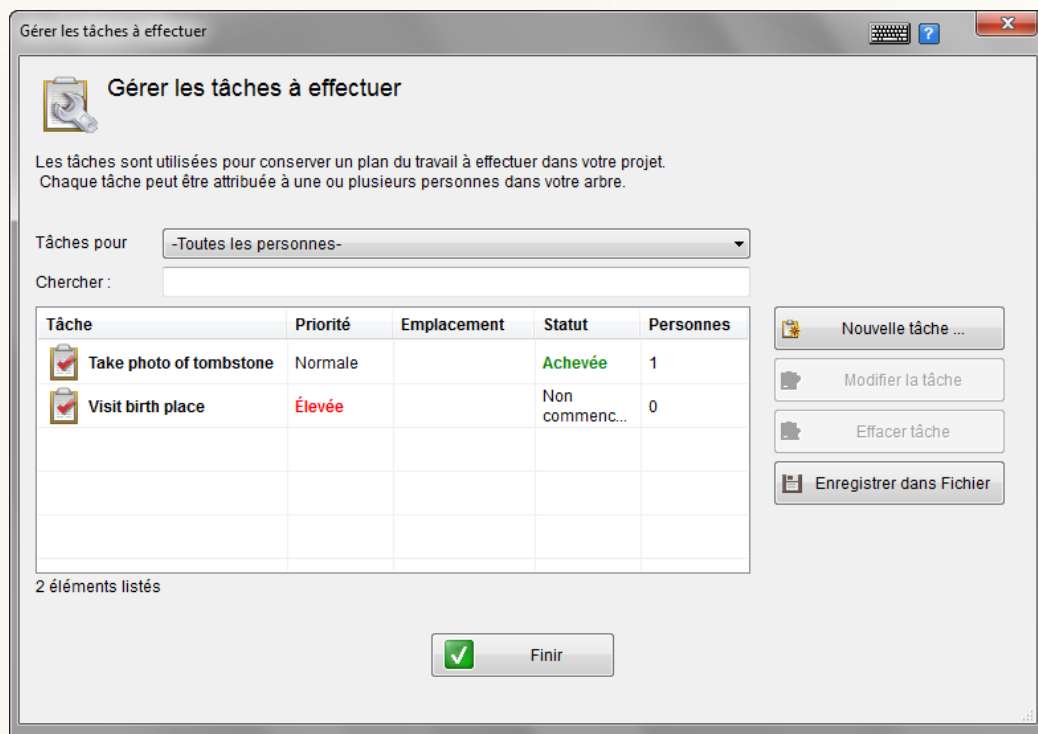 Gérer les tâches à effectuer
?
x
Gérer les tâches à effectuer
Les tâches sont utilisées pour conserver un plan du travail à effectuer dans votre projet.
Chaque tâche peut être attribuée à une ou plusieurs personnes dans votre arbre.
Tâches pour -Toutes les personnes-
Chercher :
Tâche Priorité Emplacement Statut Personnes
Take photo of tombstone Normale Achevée 1
Visit birth place Élevée Non commenc... 0
Nouvelle tâche ...
Modifier la tâche
Effacer tâche
Enregistrer dans Fichier
2 éléments listés
Finir